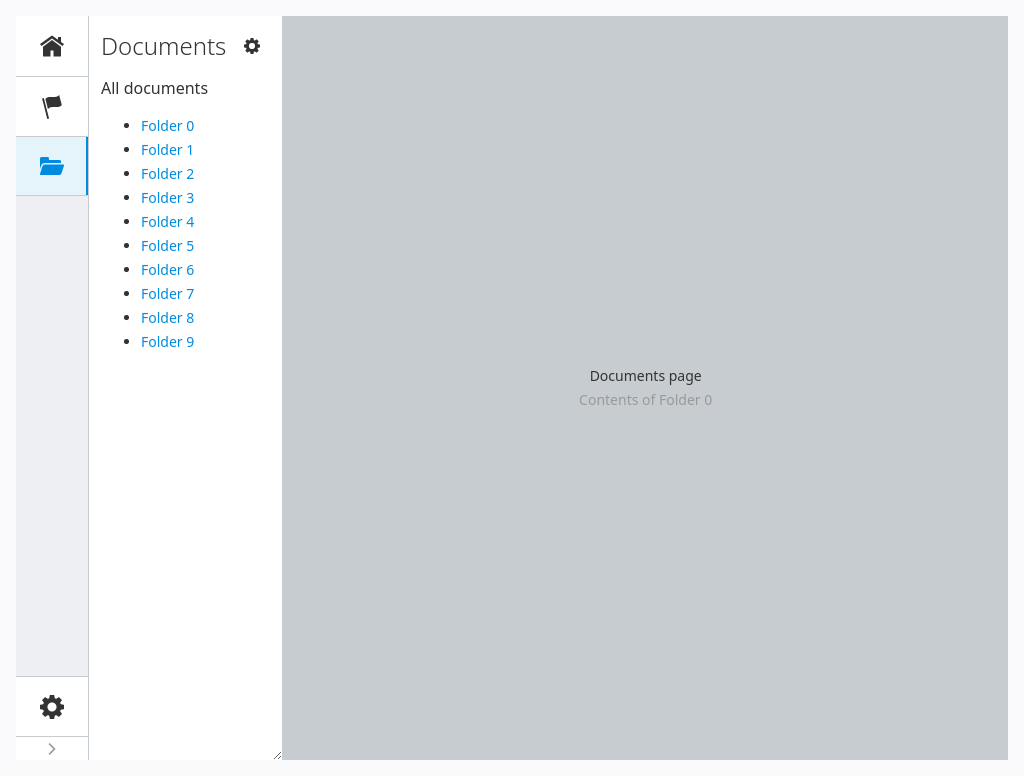 Documents
All documents
Folder 0
Folder 1
Folder 2
Folder 3
Folder 4
Folder 5
Folder 6
Folder 7
Folder 8
Folder 9
Documents page
Contents of Folder 0